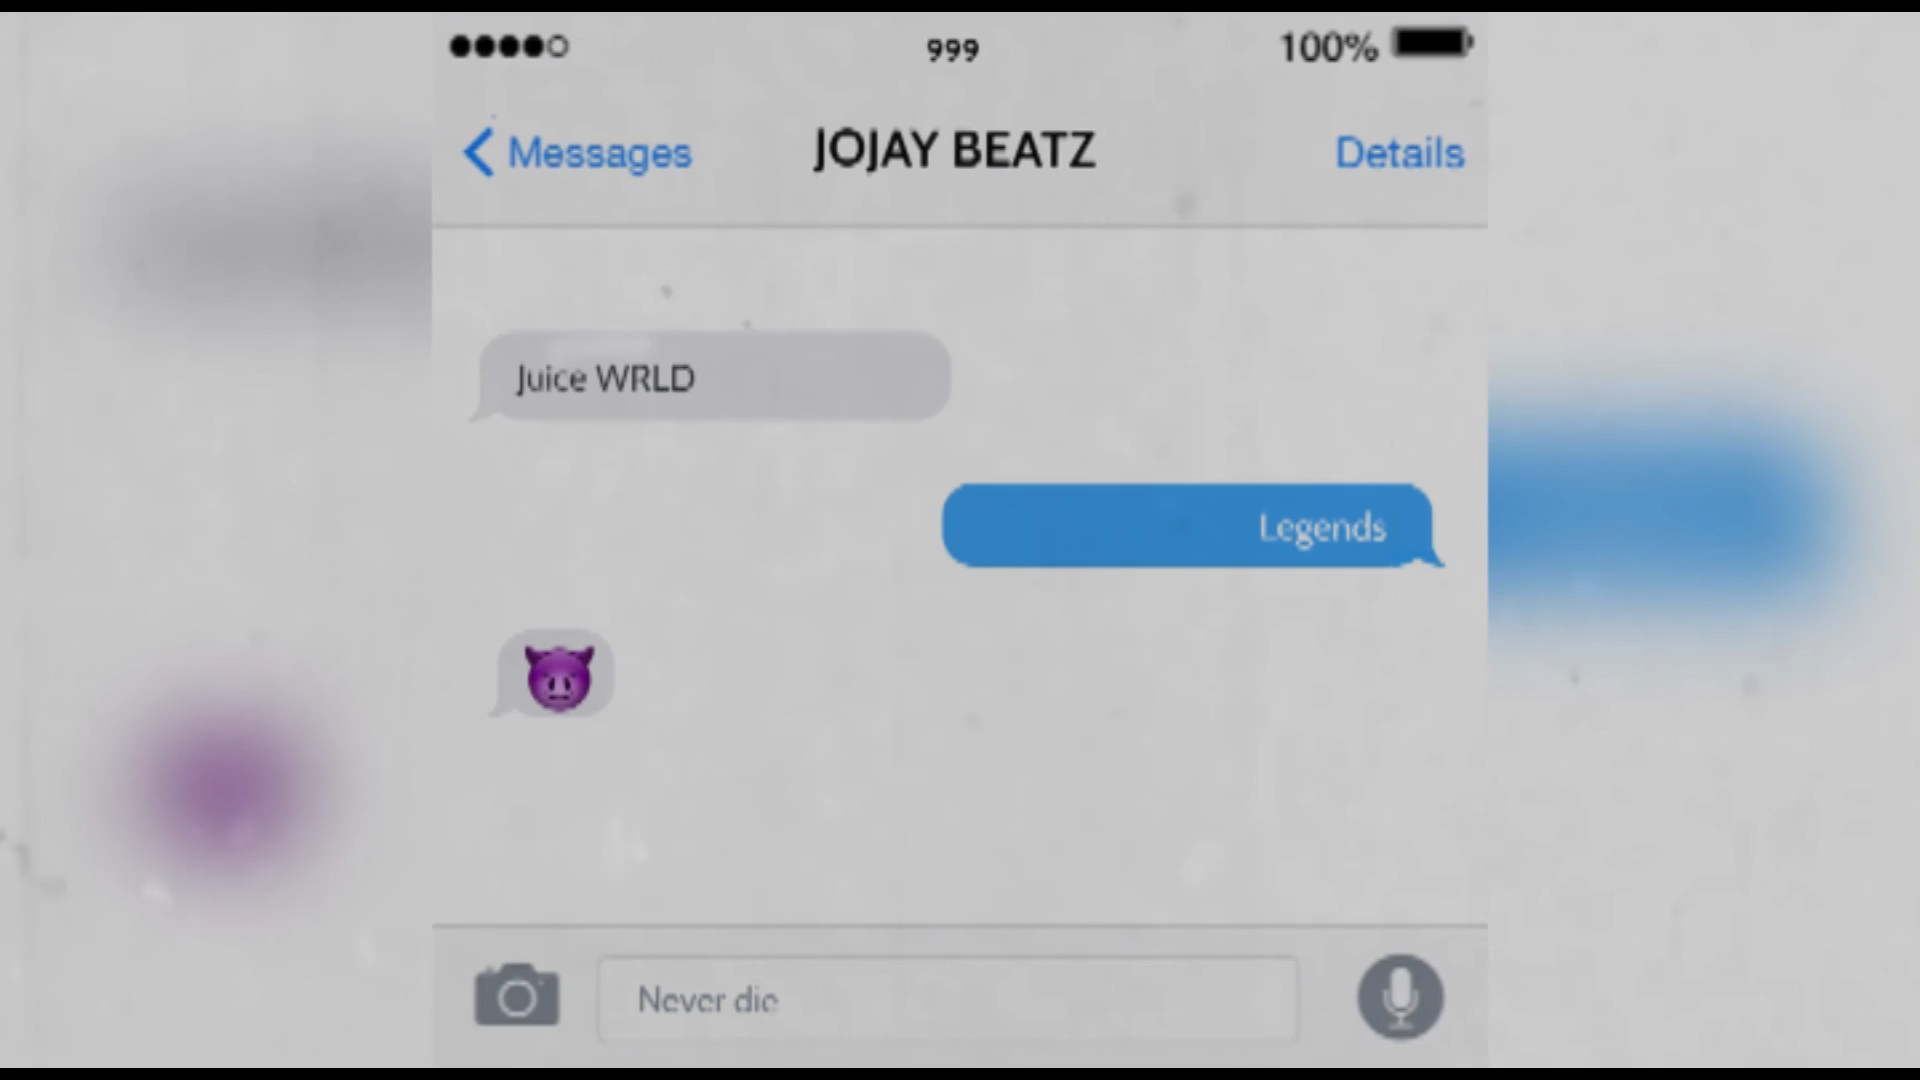 999
100%
Messages
JOJAY BEATZ
Details
Juice WRLD
Legends
Never die